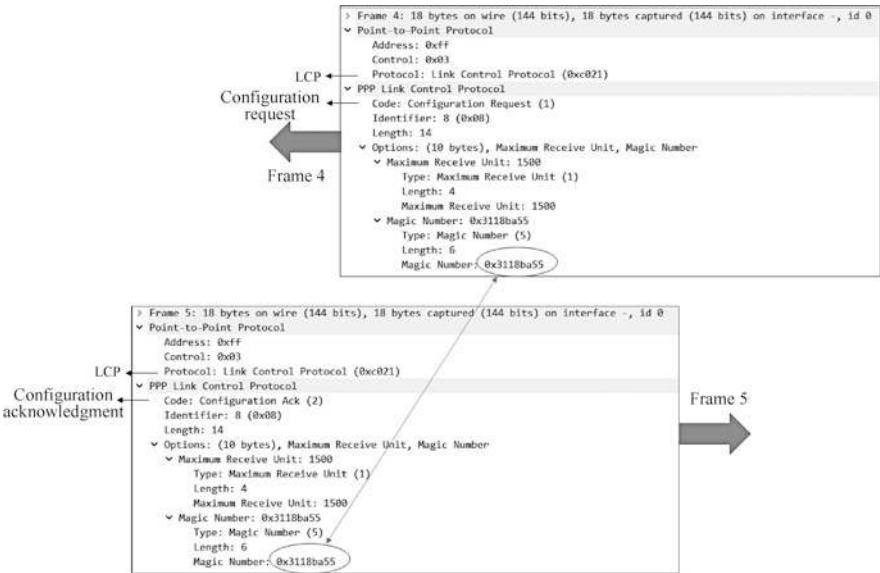 > Frame 4: 18 bytes on wire (144 bits), 18 bytes captured (144 bits) on interface -, id 0
Point-to-Point Protocol
Address: 0xff
Control: 0x03
LCP
Protocol: Link Control Protocol (0xc021)
PPP Link Control Protocol
Configuration
request
Code: Configuration Request (1)
Identifier: 8 (0x08)
Length: 14
Options: (10 bytes), Maximum Receive Unit, Magic Number
Frame 4
Maximum Receive Unit: 1500
Type: Maximum Receive Unit (1)
Length: 4
Maximum Receive Unit: 1500
Magic Number: 0x3118ba55
Type: Magic Number (5)
Length: 6
Magic Number: 0x3118ba55
> Frame 5: 18 bytes on wire (144 bits), 18 bytes captured (144 bits) on interface -, id 0
Point-to-Point Protocol
Address: 0xff
Control: 0x03
LCP
Protocol: Link Control Protocol (0xc021)
PPP Link Control Protocol
Configuration
acknowledgment
Code: Configuration Ack (2)
Identifier: 8 (0x08)
Length: 14
Frame 5
Options: (10 bytes), Maximum Receive Unit, Magic Number
Maximum Receive Unit: 1500
Type: Maximum Receive Unit (1)
Length: 4
Maximum Receive Unit: 1500
Magic Number: 0x3118ba55
Type: Magic Number (5)
Length: 6
Magic Number: 0x3118ba55